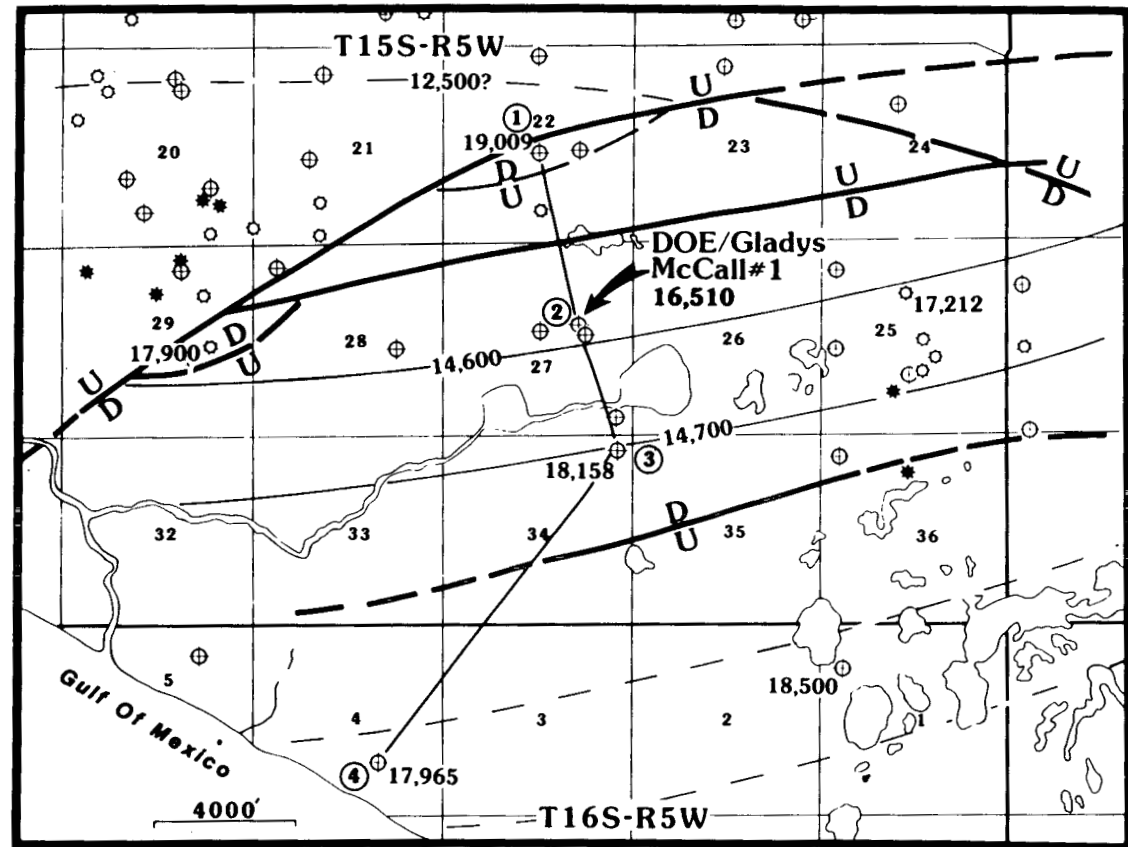 T15S-R5W
12,500?
U
D
1
22
19,009
20
21
23
24
D
U
U
D
U
D
DOE/Gladys
McCall#1
16,510
2
17,212
29
D
U
17,900
28
14,600
27
26
25
U
D
14,700
3
18,158
D
U
32
33
34
35
36
5
18,500
Gulf Of Mexico
4
3
2
1
4
17,965
4000'
T16S-R5W